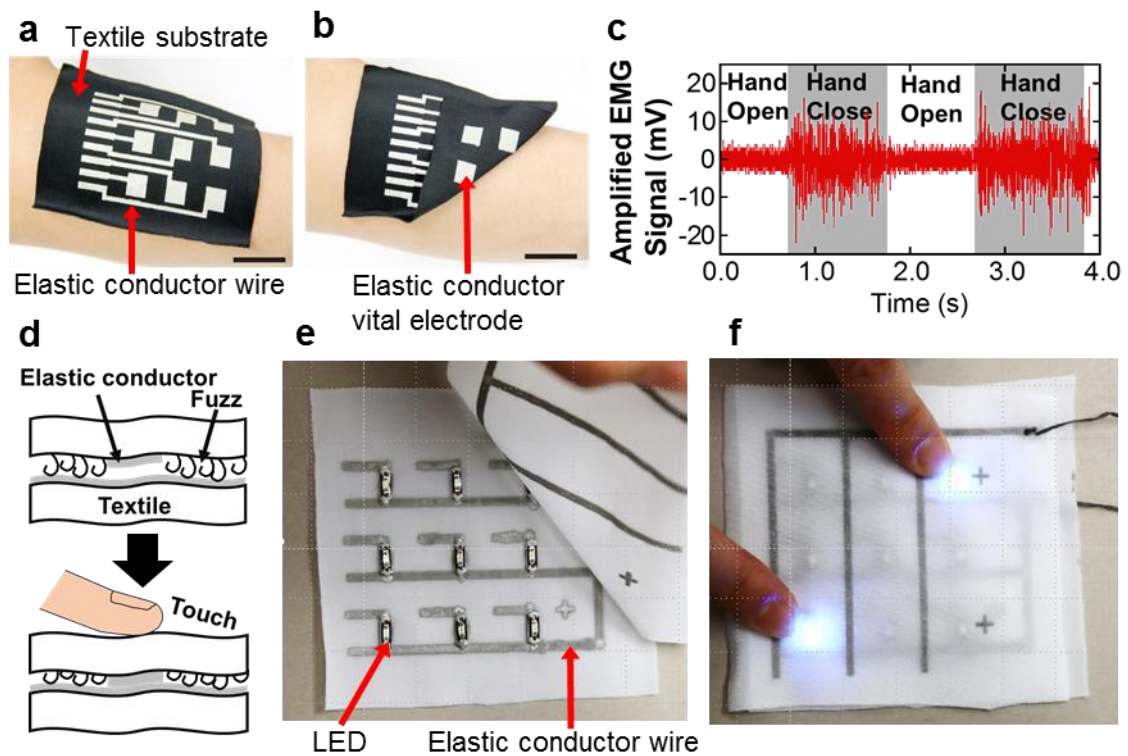 a
Textile substrate
Elastic conductor wire
b
Elastic conductor
vital electrode
c
Amplified EMG
Signal (mV)
20
10
0
-10
-20
Hand
Open
Hand
Close
Hand
Open
Hand
Close
0.0 1.0 2.0 3.0 4.0
Time (s)
d
Elastic conductor
Fuzz
Textile
Touch
e
LED
Elastic conductor wire
f